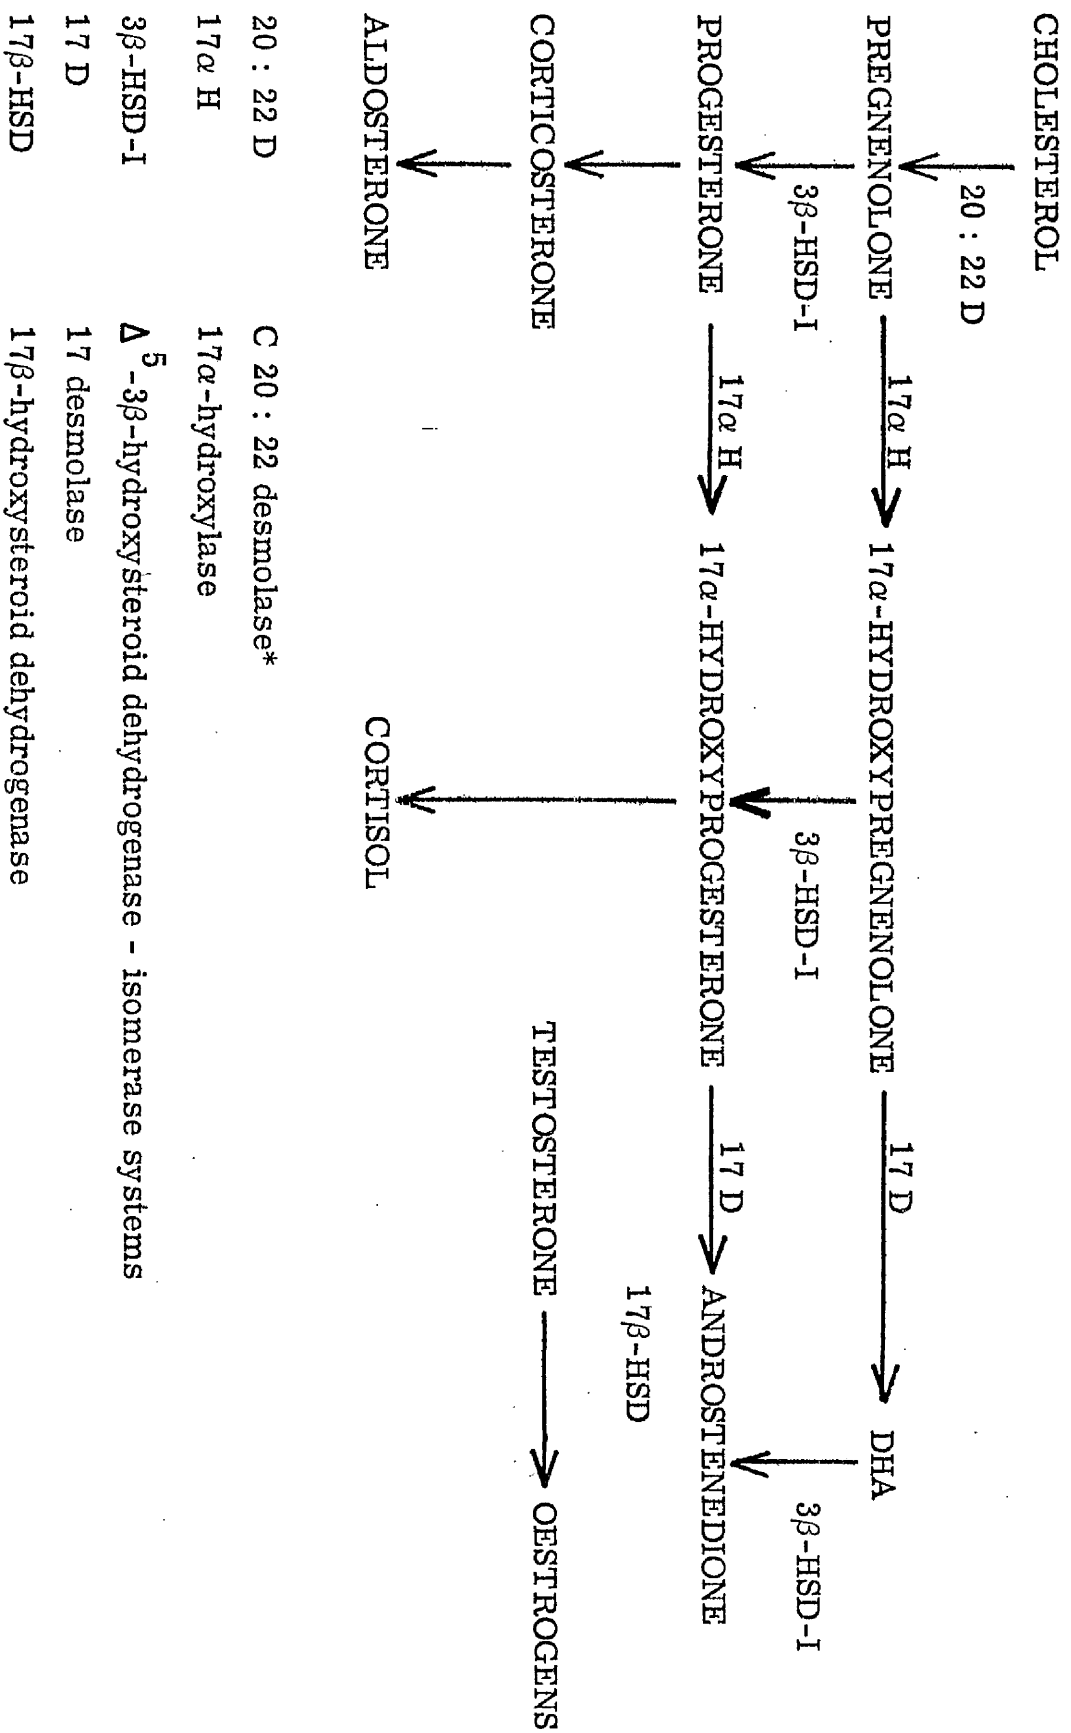 CHOLESTEROL
20 : 22 D
PREGNENOLONE
17α H
17α-HYDROXYPREGNENOLONE
17 D
DHA
3β-HSD-I
3β-HSD-I
3β-HSD-I
PROGESTERONE
17α H
17α-HYDROXYPROGESTERONE
17 D
ANDROSTENEDIONE
17β-HSD
CORTICOSTERONE
TESTOSTERONE
OESTROGENS
ALDOSTERONE
CORTISOL
20 : 22 D C 20 : 22 desmolase*
17α H 17α-hydroxylase
3β-HSD-I Δ⁵-3β-hydroxysteroid dehydrogenase - isomerase systems
17 D 17 desmolase
17β-HSD 17β-hydroxysteroid dehydrogenase